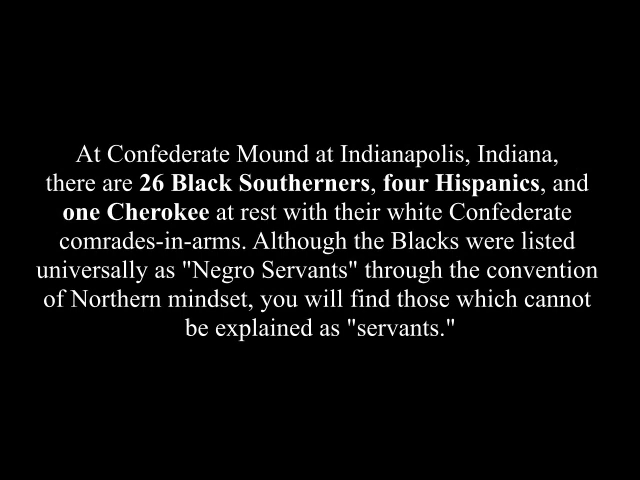 At Confederate Mound at Indianapolis, Indiana,
there are 26 Black Southerners, four Hispanics, and
one Cherokee at rest with their white Confederate
comrades-in-arms. Although the Blacks were listed
universally as "Negro Servants" through the convention
of Northern mindset, you will find those which cannot
be explained as "servants."